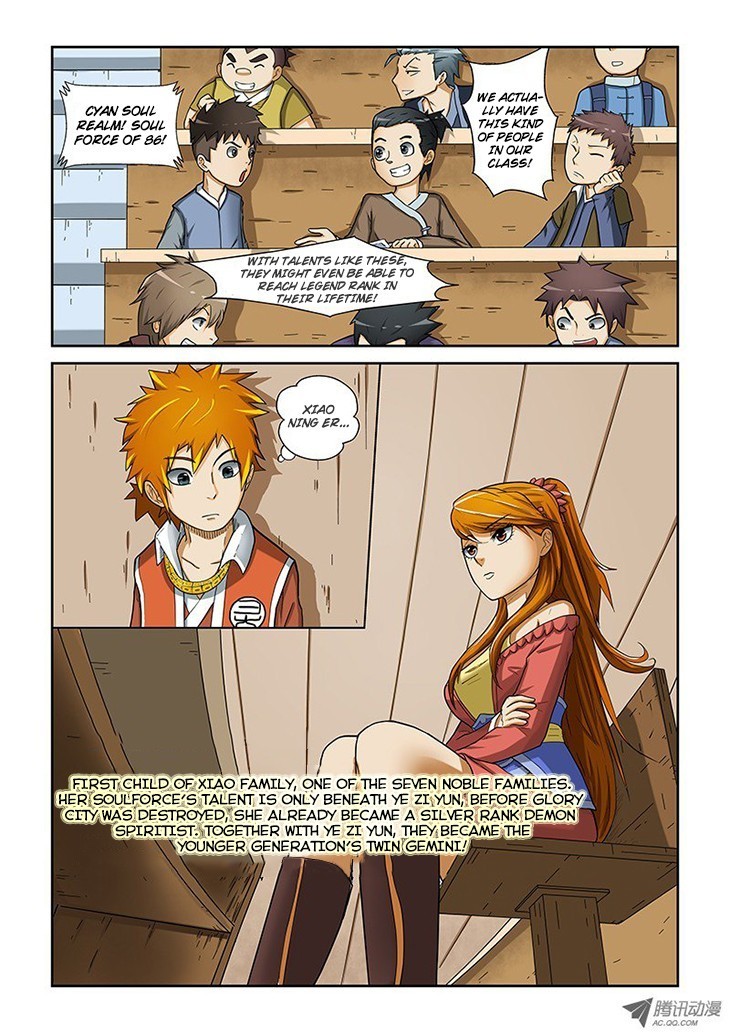 CYAN SOUL
REALM! SOUL
FORCE OF 86!
WE ACTUA-
LLY HAVE
THIS KIND
OF PEOPLE
IN OUR
CLASS!
WITH TALENTS LIKE THESE,
THEY MIGHT EVEN BE ABLE TO
REACH LEGEND RANK IN
THEIR LIFETIME!
XIAO
NING ER...
FIRST CHILD OF XIAO FAMILY, ONE OF THE SEVEN NOBLE FAMILIES.
HER SOULFORCE'S TALENT IS ONLY BENEATH YE ZI YUN, BEFORE GLORY
CITY WAS DESTROYED, SHE ALREADY BECAME A SILVER RANK DEMON
SPIRITIST. TOGETHER WITH YE ZI YUN, THEY BECAME THE
YOUNGER GENERATION'S TWIN GEMINI!
腾讯动漫
AC.QQ.COM